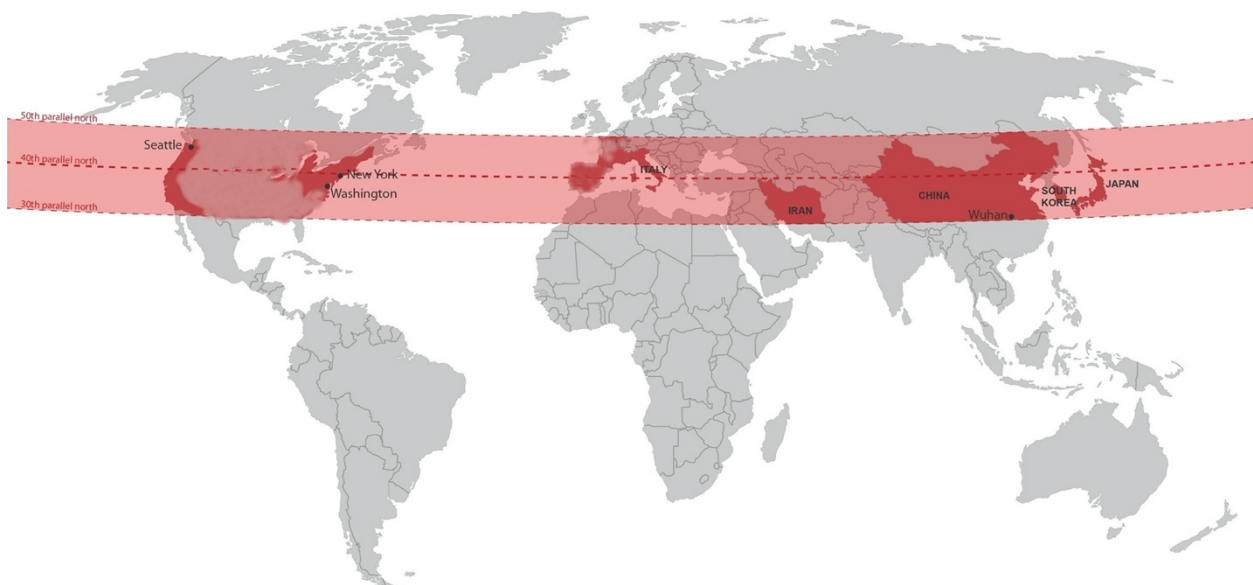 50th parallel north
Seattle
40th parallel north
New York
Washington
30th parallel north
ITALY
IRAN
CHINA
Wuhan
SOUTH
KOREA
JAPAN